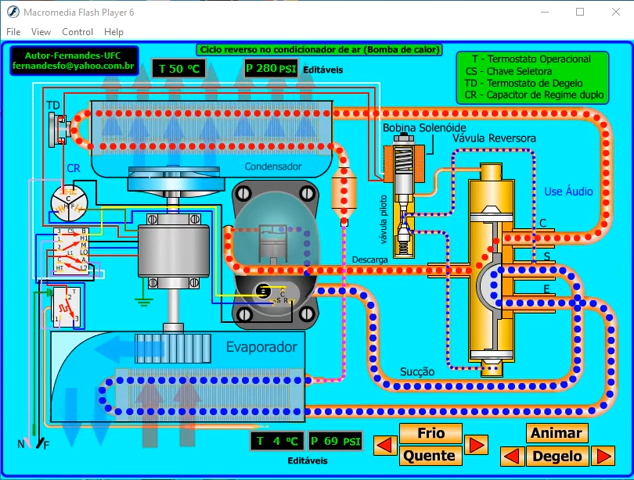 Macromedia Flash Player 6
File View Control Help
Autor-Fernandes-UFC
fernandesfo@yahoo.com.br
Ciclo reverso no condicionador de ar (Bomba de calor)
T 50 ºC
P 280 PSI
Editáveis
T - Termostato Operacional
CS - Chave Seletora
TD - Termostato de Degelo
CR - Capacitor de Regime duplo
TD
Bobina Solenóide
Vávula Reversora
Condensador
CR
Use Áudio
vávula piloto
C
Descarga
S
E
Evaporador
Sucção
N
F
T 4 ºC
P 69 PSI
Editáveis
Frio
Quente
Animar
Degelo